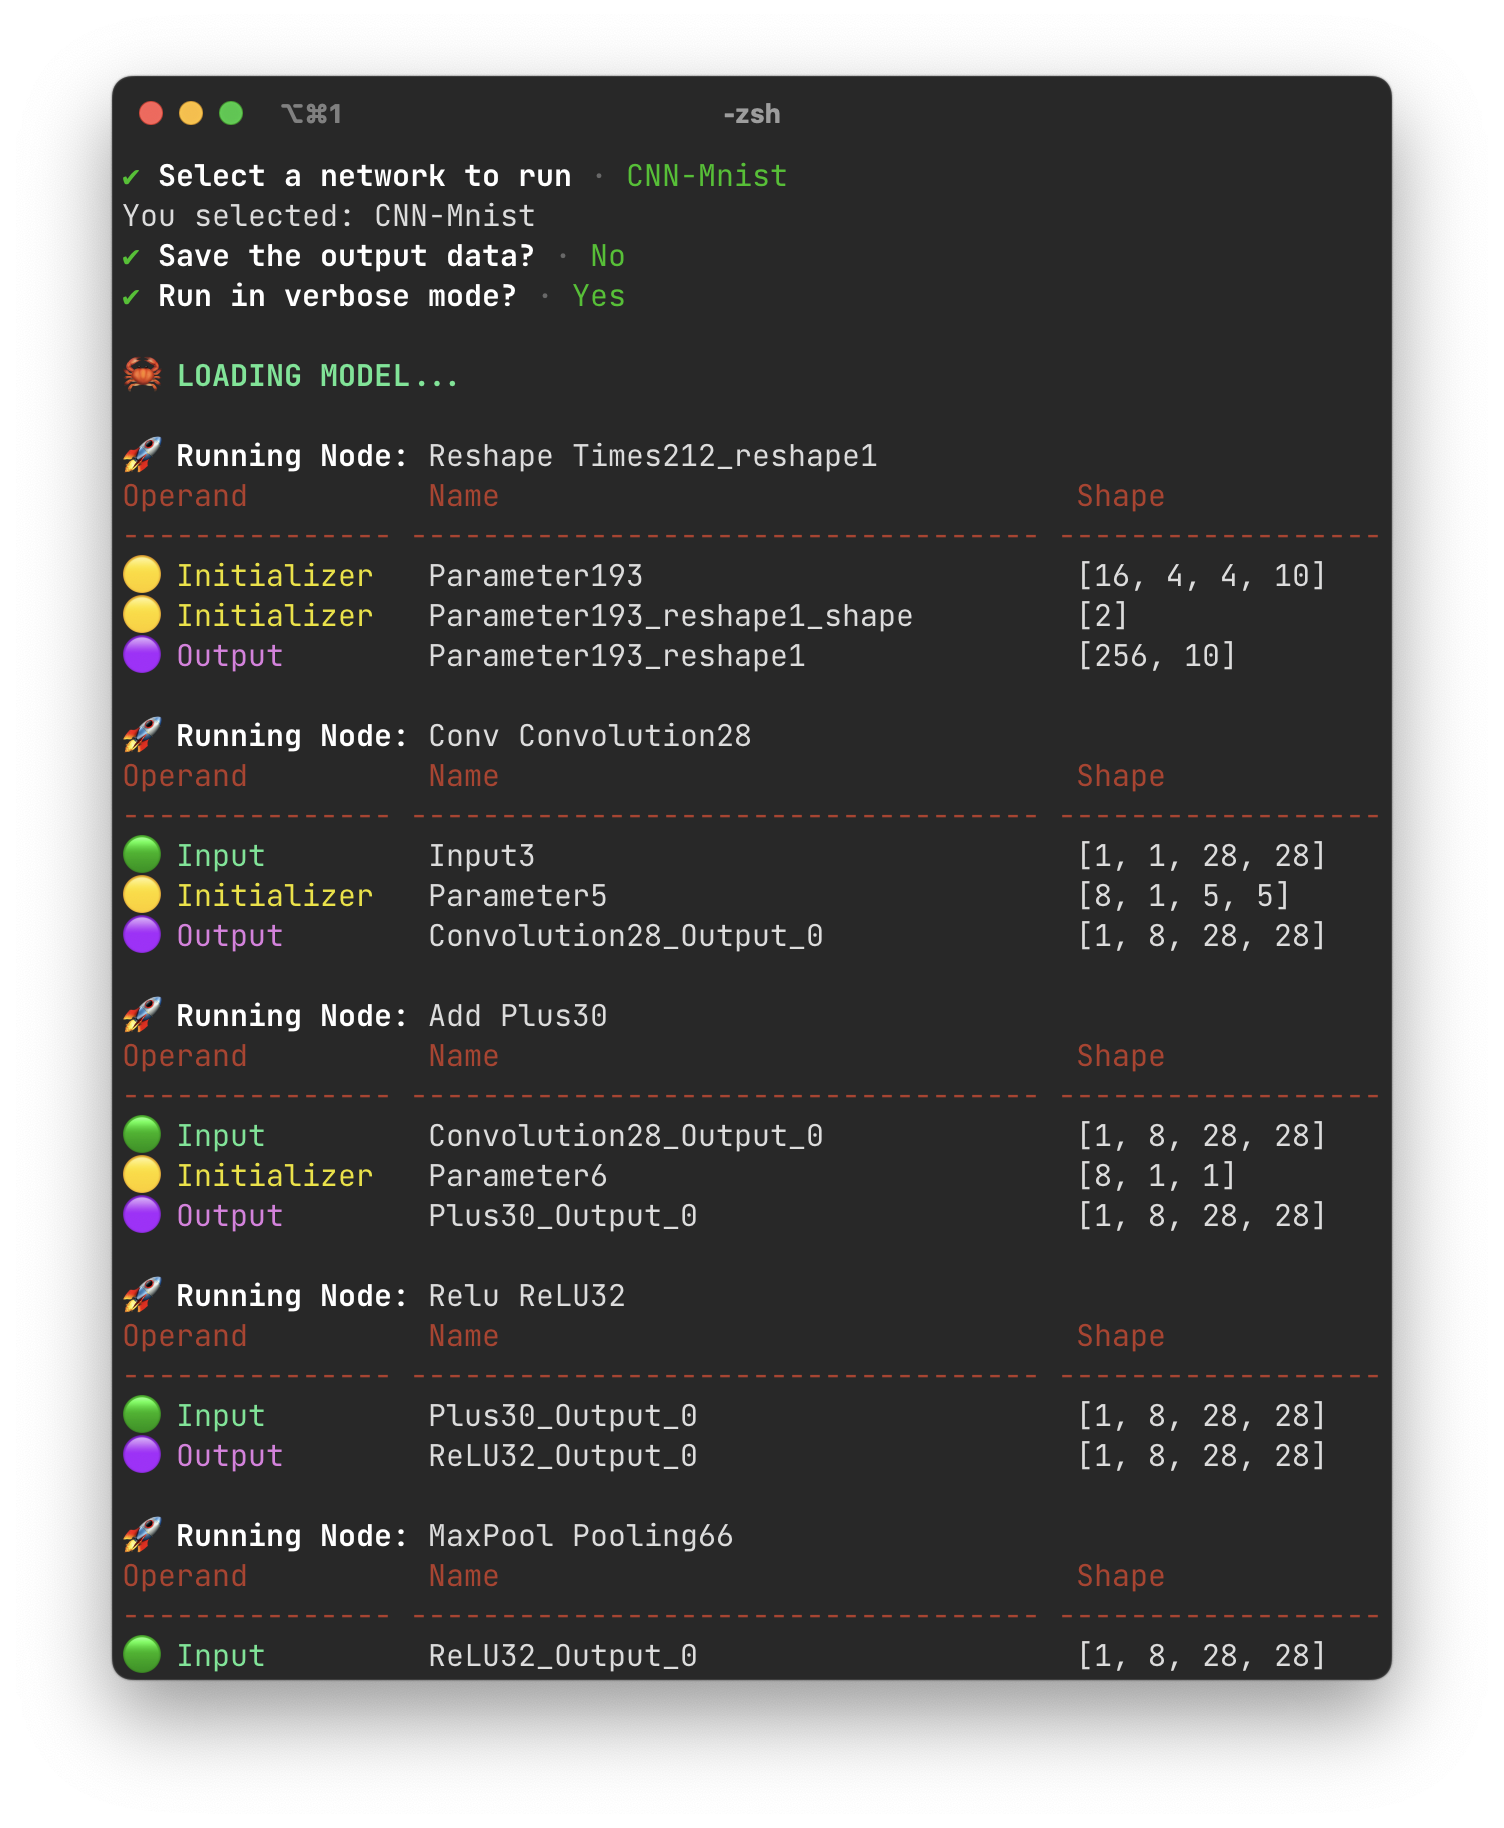 ⌥⌘1 -zsh
✔ Select a network to run · CNN-Mnist
You selected: CNN-Mnist
✔ Save the output data? · No
✔ Run in verbose mode? · Yes
🦀 LOADING MODEL...
🚀 Running Node: Reshape Times212_reshape1
Operand Name Shape
--------------- ----------------------------------- ------------------
🟡 Initializer Parameter193 [16, 4, 4, 10]
🟡 Initializer Parameter193_reshape1_shape [2]
🟣 Output Parameter193_reshape1 [256, 10]
🚀 Running Node: Conv Convolution28
Operand Name Shape
--------------- ----------------------------------- ------------------
🟢 Input Input3 [1, 1, 28, 28]
🟡 Initializer Parameter5 [8, 1, 5, 5]
🟣 Output Convolution28_Output_0 [1, 8, 28, 28]
🚀 Running Node: Add Plus30
Operand Name Shape
--------------- ----------------------------------- ------------------
🟢 Input Convolution28_Output_0 [1, 8, 28, 28]
🟡 Initializer Parameter6 [8, 1, 1]
🟣 Output Plus30_Output_0 [1, 8, 28, 28]
🚀 Running Node: Relu ReLU32
Operand Name Shape
--------------- ----------------------------------- ------------------
🟢 Input Plus30_Output_0 [1, 8, 28, 28]
🟣 Output ReLU32_Output_0 [1, 8, 28, 28]
🚀 Running Node: MaxPool Pooling66
Operand Name Shape
--------------- ----------------------------------- ------------------
🟢 Input ReLU32_Output_0 [1, 8, 28, 28]